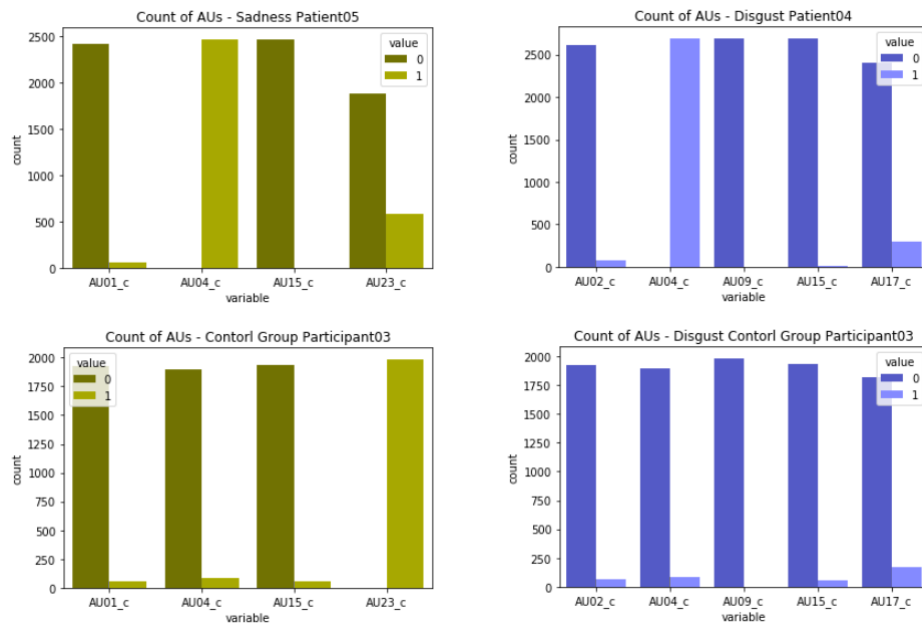 Count of AUs - Sadness Patient05
value
0
1
2500
2000
1500
1000
500
0
count
AU01_c
AU04_c
AU15_c
AU23_c
variable
Count of AUs - Disgust Patient04
value
0
1
2500
2000
1500
1000
500
0
count
AU02_c
AU04_c
AU09_c
AU15_c
AU17_c
variable
Count of AUs - Contorl Group Participant03
value
0
1
2000
1750
1500
1250
1000
750
500
250
0
count
AU01_c
AU04_c
AU15_c
AU23_c
variable
Count of AUs - Disgust Contorl Group Participant03
value
0
1
2000
1750
1500
1250
1000
750
500
250
0
count
AU02_c
AU04_c
AU09_c
AU15_c
AU17_c
variable